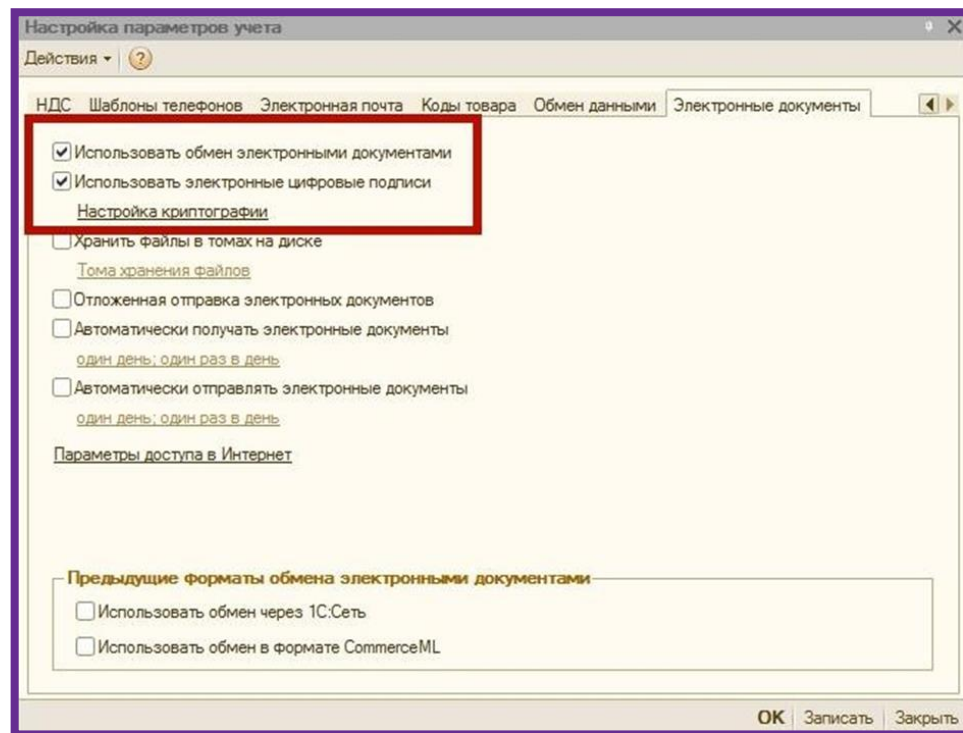 Настройка параметров учета
Действия
НДС Шаблоны телефонов Электронная почта Коды товара Обмен данными Электронные документы
Использовать обмен электронными документами
Использовать электронные цифровые подписи
Настройка криптографии
Хранить файлы в томах на диске
Тома хранения файлов
Отложенная отправка электронных документов
Автоматически получать электронные документы
один день; один раз в день
Автоматически отправлять электронные документы
один день; один раз в день
Параметры доступа в Интернет
Предыдущие форматы обмена электронными документами
Использовать обмен через 1С:Сеть
Использовать обмен в формате CommerceML
OK Записать Закрыть